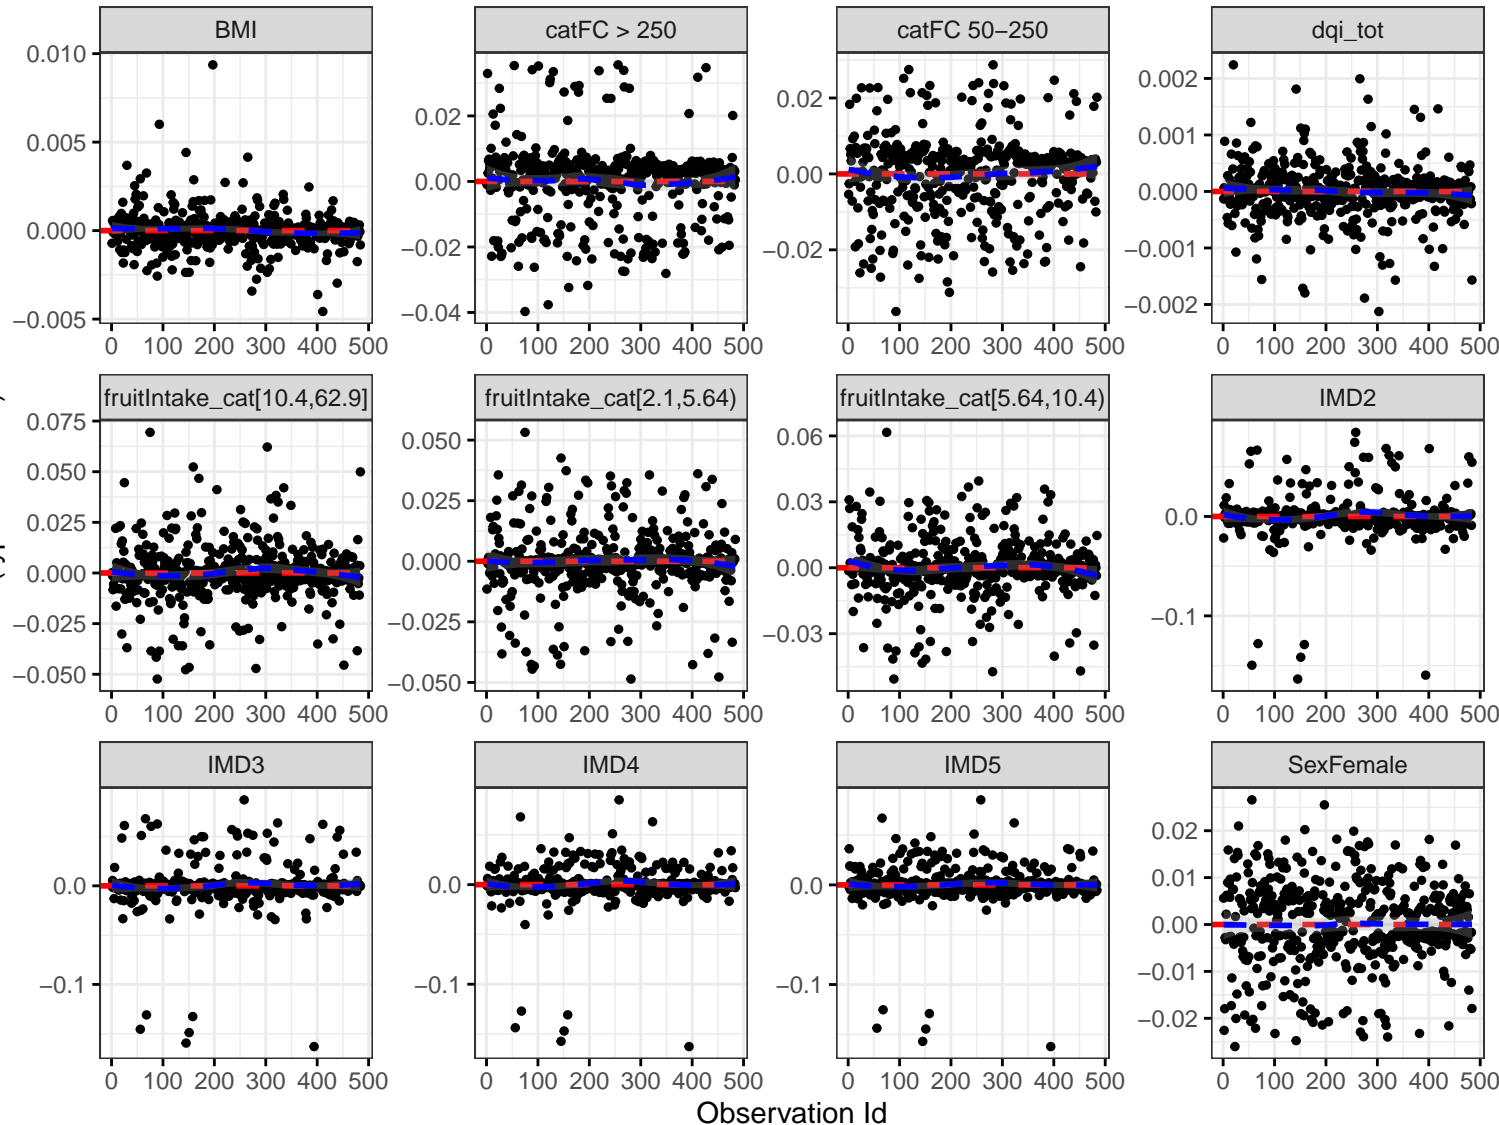 BMI
catFC > 250
catFC 50−250
dqi_tot
0.010
0.005
0.000
−0.005
0.02
0.00
−0.02
−0.04
0.02
0.00
−0.02
0.002
0.001
0.000
−0.001
−0.002
0 100 200 300 400 500
0 100 200 300 400 500
0 100 200 300 400 500
0 100 200 300 400 500
fruitIntake_cat[10.4,62.9]
fruitIntake_cat[2.1,5.64)
fruitIntake_cat[5.64,10.4)
IMD2
0.075
0.050
0.025
0.000
−0.025
−0.050
0.050
0.025
0.000
−0.025
−0.050
0.06
0.03
0.00
−0.03
0.0
−0.1
0 100 200 300 400 500
0 100 200 300 400 500
0 100 200 300 400 500
0 100 200 300 400 500
IMD3
IMD4
IMD5
SexFemale
0.0
−0.1
0.0
−0.1
0.0
−0.1
0.02
0.01
0.00
−0.01
−0.02
0 100 200 300 400 500
0 100 200 300 400 500
0 100 200 300 400 500
0 100 200 300 400 500
Observation Id